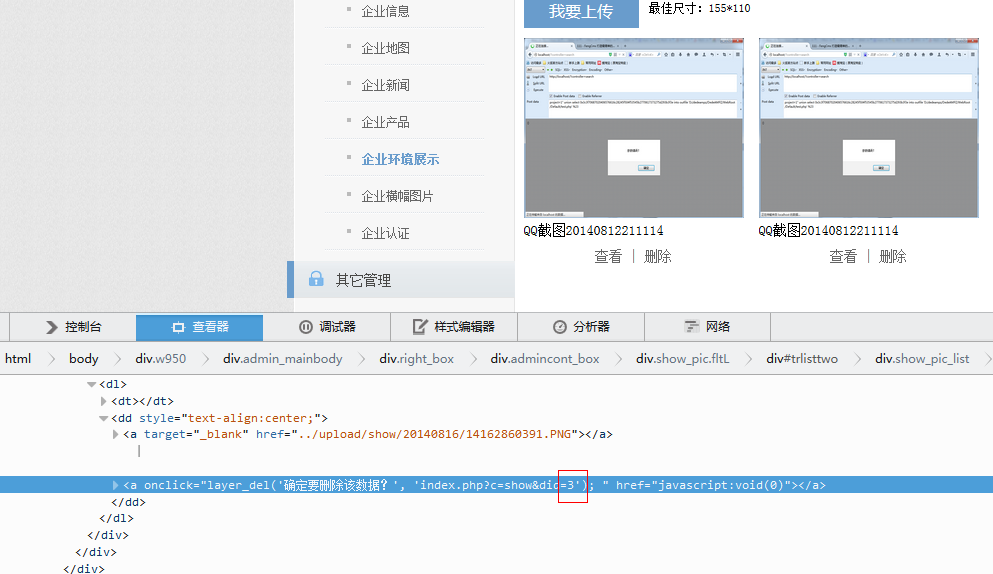 企业信息
我要上传
最佳尺寸：155*110
企业地图
企业新闻
企业产品
企业环境展示
企业横幅图片
企业认证
其它管理
QQ截图20140812211114
QQ截图20140812211114
查看 | 删除
查看 | 删除
控制台
查看器
调试器
样式编辑器
分析器
网络
html
body
div.w950
div.admin_mainbody
div.right_box
div.admincont_box
div.show_pic.fltL
div#trlisttwo
div.show_pic_list
<dl>
<dt></dt>
<dd style="text-align:center;">
<a target="_blank" href="../upload/show/20140816/14162860391.PNG"></a>
|
<a onclick="layer_del('确定要删除该数据？', 'index.php?c=show&did=3'); " href="javascript:void(0)"></a>
</dd>
</dl>
</div>
</div>
</div>